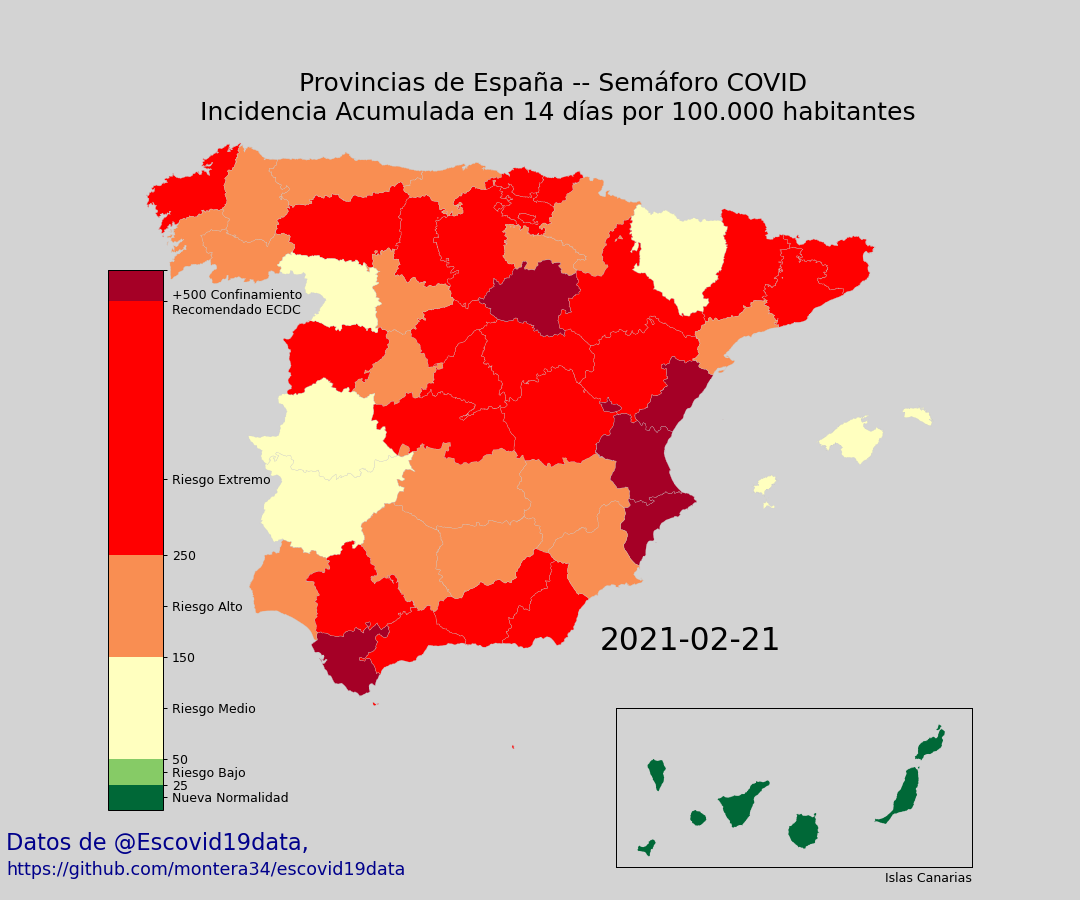 Provincias de España -- Semáforo COVID
Incidencia Acumulada en 14 días por 100.000 habitantes
+500 Confinamiento
Recomendado ECDC
Riesgo Extremo
250
Riesgo Alto
150
Riesgo Medio
50
Riesgo Bajo
25
Nueva Normalidad
2021-02-21
Islas Canarias
Datos de @Escovid19data,
https://github.com/montera34/escovid19data